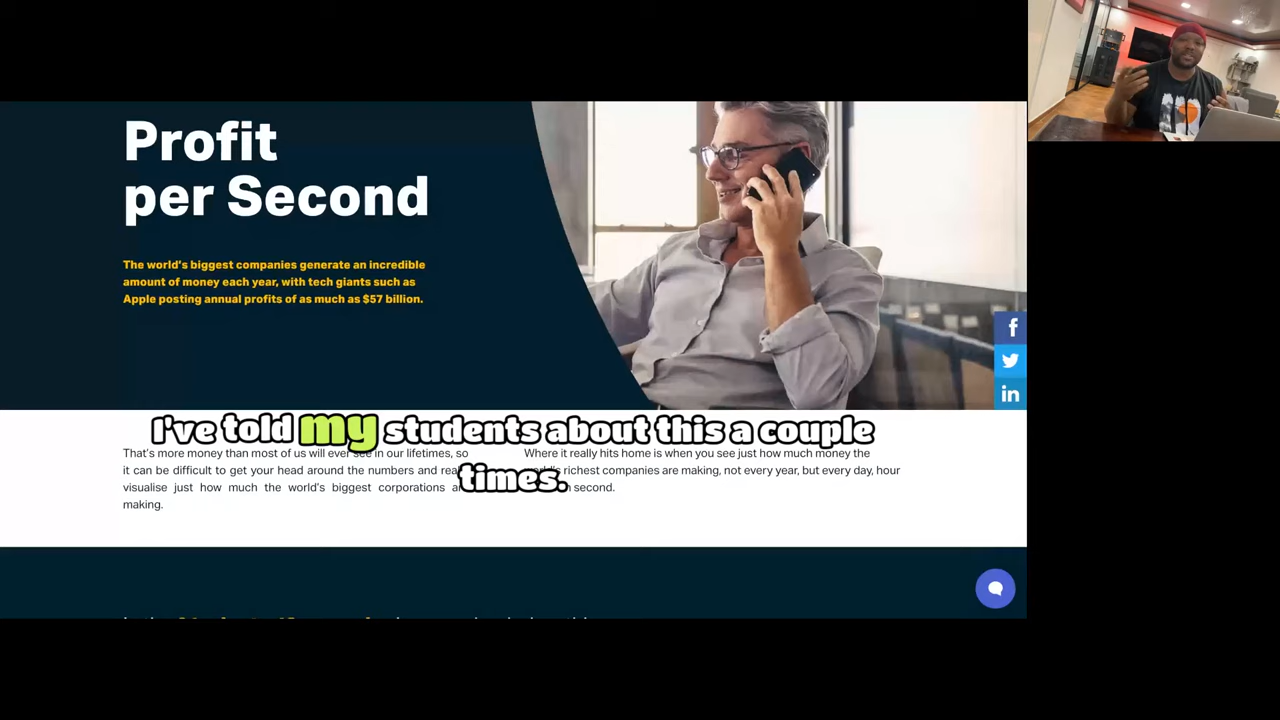 Profit
per Second
The world's biggest companies generate an incredible
amount of money each year, with tech giants such as
Apple posting annual profits of as much as $57 billion.
I've told my students about this a couple
times.
That's more money than most of us will ever see in our lifetimes, so
it can be difficult to get your head around the numbers and
visualise just how much the world's biggest corporations
making.
Where it really hits home is when you see just how much money the
richest companies are making, not every year, but every day, hour
second.
f
in